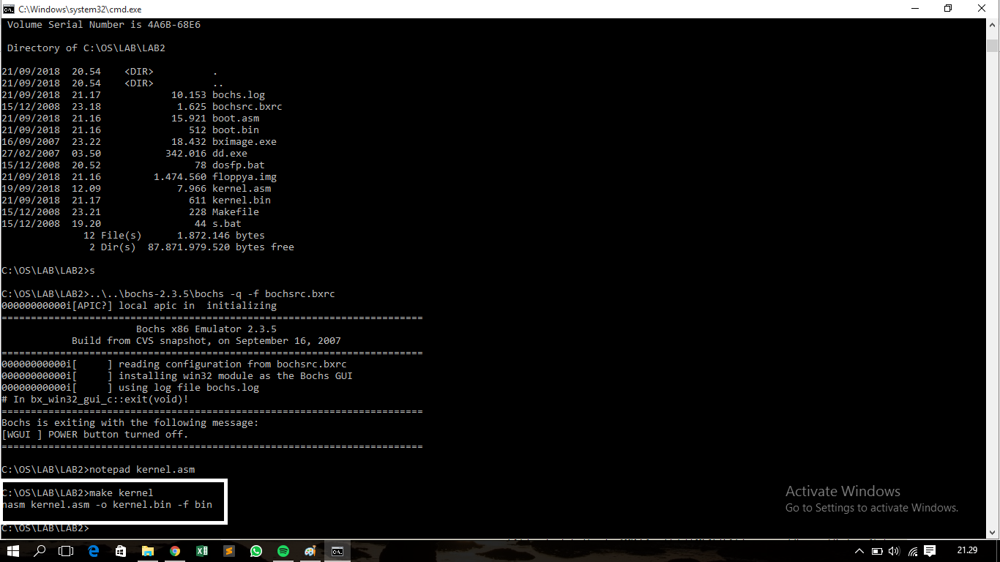 C:\Windows\system32\cmd.exe
Volume Serial Number is 4A6B-68E6
Directory of C:\OS\LAB\LAB2
21/09/2018  20.54    <DIR>          .
21/09/2018  20.54    <DIR>          ..
21/09/2018  21.17            10.153 bochs.log
15/12/2008  23.18             1.625 bochsrc.bxrc
21/09/2018  21.16            15.921 boot.asm
21/09/2018  21.16               512 boot.bin
16/09/2007  23.22            18.432 bximage.exe
27/02/2007  03.50           342.016 dd.exe
15/12/2008  20.52                78 dosfp.bat
21/09/2018  21.16         1.474.560 floppya.img
19/09/2018  12.09             7.966 kernel.asm
21/09/2018  21.17               611 kernel.bin
15/12/2008  23.21               228 Makefile
15/12/2008  19.20                44 s.bat
12 File(s)      1.872.146 bytes
2 Dir(s)  87.871.979.520 bytes free
C:\OS\LAB\LAB2>s
C:\OS\LAB\LAB2>..\..\bochs-2.3.5\bochs -q -f bochsrc.bxrc
00000000000i[APIC?] local apic in  initializing
========================================================================
Bochs x86 Emulator 2.3.5
Build from CVS snapshot, on September 16, 2007
========================================================================
00000000000i[     ] reading configuration from bochsrc.bxrc
00000000000i[     ] installing win32 module as the Bochs GUI
00000000000i[     ] using log file bochs.log
# In bx_win32_gui_c::exit(void)!
========================================================================
Bochs is exiting with the following message:
[WGUI ] POWER button turned off.
========================================================================
C:\OS\LAB\LAB2>notepad kernel.asm
C:\OS\LAB\LAB2>make kernel
nasm kernel.asm -o kernel.bin -f bin
C:\OS\LAB\LAB2>
Activate Windows
Go to Settings to activate Windows.
21.29